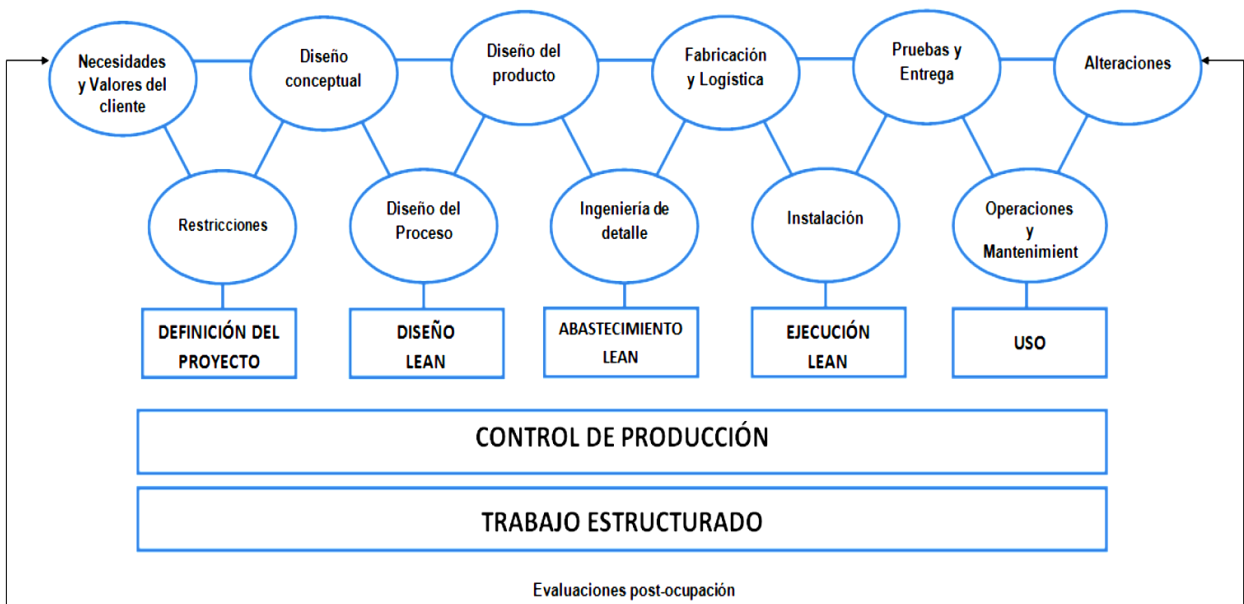 Necesidades
y Valores del
cliente
Diseño
conceptual
Diseño del
producto
Fabricación
y Logística
Pruebas y
Entrega
Alteraciones
Restricciones
Diseño del
Proceso
Ingeniería de
detalle
Instalación
Operaciones
y
Mantenimient
DEFINICIÓN DEL
PROYECTO
DISEÑO
LEAN
ABASTECIMIENTO
LEAN
EJECUCIÓN
LEAN
USO
CONTROL DE PRODUCCIÓN
TRABAJO ESTRUCTURADO
Evaluaciones post-ocupación